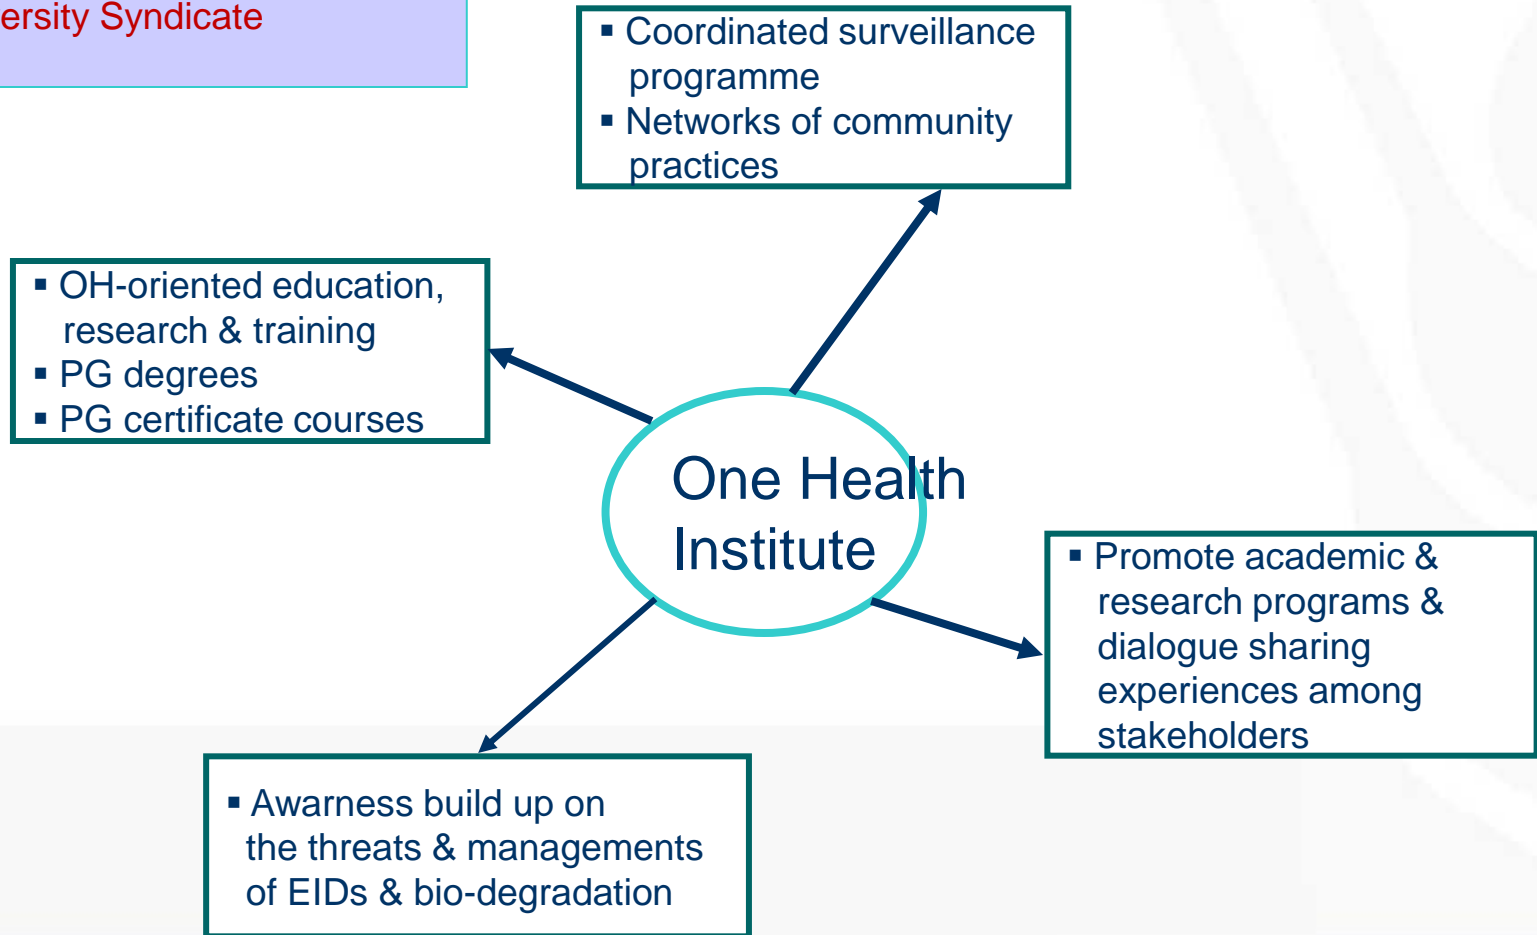 Syndicate
▪ Coordinated surveillance
programme
▪ Networks of community
practices
▪ OH-oriented education,
research & training
▪ PG degrees
▪ PG certificate courses
One Health
Institute
▪ Promote academic &
research programs &
dialogue sharing
experiences among
stakeholders
▪ Awarness build up on
the threats & managements
of EIDs & bio-degradation